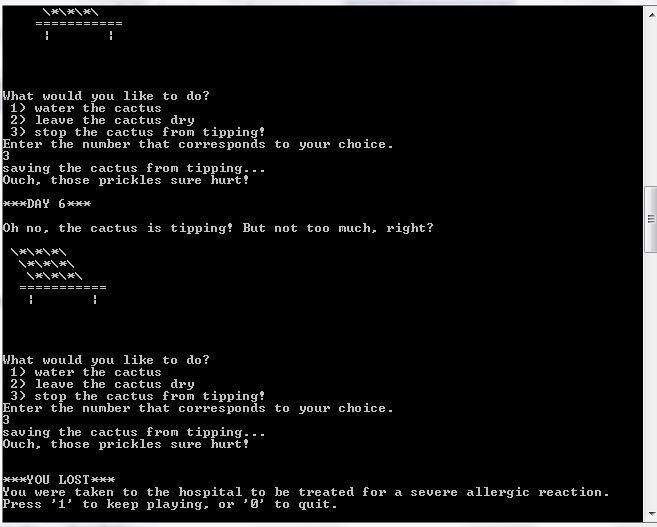 \*\*\*\
===========
¦       ¦
What would you like to do?
1) water the cactus
2) leave the cactus dry
3) stop the cactus from tipping!
Enter the number that corresponds to your choice.
3
saving the cactus from tipping...
Ouch, those prickles sure hurt!
***DAY 6***
Oh no, the cactus is tipping! But not too much, right?
\*\*\*\
\*\*\*\
\*\*\*\
===========
¦       ¦
What would you like to do?
1) water the cactus
2) leave the cactus dry
3) stop the cactus from tipping!
Enter the number that corresponds to your choice.
3
saving the cactus from tipping...
Ouch, those prickles sure hurt!
***YOU LOST***
You were taken to the hospital to be treated for a severe allergic reaction.
Press '1' to keep playing, or '0' to quit.